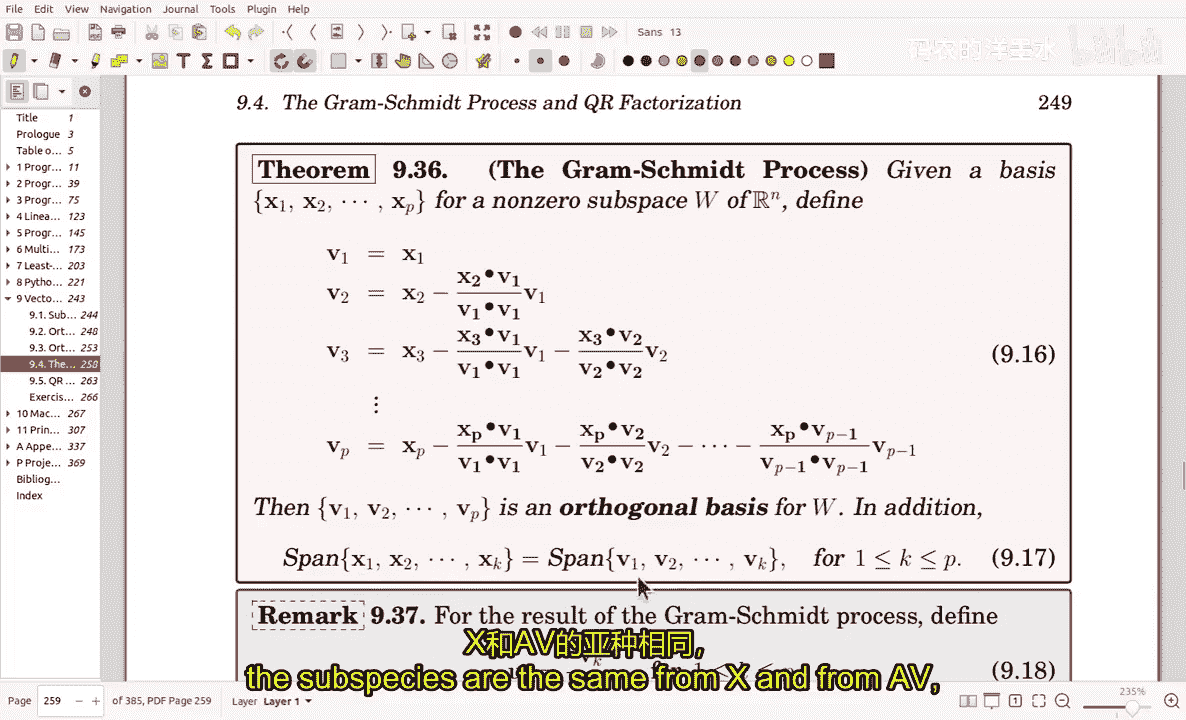 File Edit View Navigation Journal Tools Plugin Help
Sans 13
Title 1
Prologue 3
Table o... 5
1 Progr... 11
2 Progr... 39
3 Progr... 75
4 Linea... 123
5 Progr... 145
6 Multi... 173
7 Least-... 203
8 Pytho... 221
9 Vecto... 243
9.1. Sub... 244
9.2. Ort... 248
9.3. Ort... 253
9.4. The... 258
9.5. QR ... 263
Exercis... 266
10 Mac... 267
11 Prin... 307
A Appe... 337
P Proje... 369
Bibliog...
Index
9.4. The Gram-Schmidt Process and QR Factorization 249
Theorem 9.36. (The Gram-Schmidt Process) Given a basis
{x₁, x₂, ⋯ , xₚ} for a nonzero subspace W of ℝⁿ, define
v₁ = x₁
v₂ = x₂ − (x₂•v₁)/(v₁•v₁) v₁
v₃ = x₃ − (x₃•v₁)/(v₁•v₁) v₁ − (x₃•v₂)/(v₂•v₂) v₂ (9.16)
⋮
vₚ = xₚ − (xₚ•v₁)/(v₁•v₁) v₁ − (xₚ•v₂)/(v₂•v₂) v₂ − ⋯ − (xₚ•vₚ₋₁)/(vₚ₋₁•vₚ₋₁) vₚ₋₁
Then {v₁, v₂, ⋯ , vₚ} is an orthogonal basis for W. In addition,
Span{x₁, x₂, ⋯ , xₖ} = Span{v₁, v₂, ⋯ , vₖ}, for 1 ≤ k ≤ p. (9.17)
Remark 9.37. For the result of the Gram-Schmidt process, define
(9.18)
X和AV的亚种相同,
the subspecies are the same from X and from AV,
Page 259 of 385, PDF Page 259 Layer Layer 1
235%